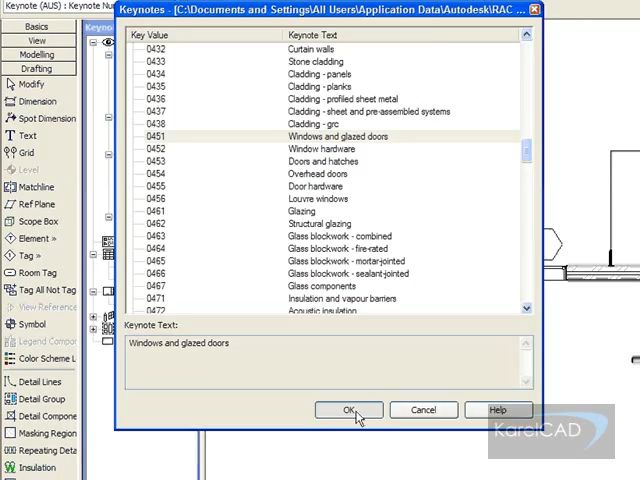 Keynote (AUS) : Keynote Nu
Keynotes - [C:\Documents and Settings\All Users\Application Data\Autodesk\RAC ...
Basics
View
Modelling
Drafting
Modify
Dimension
Spot Dimension
Text
Grid
Level
Matchline
Ref Plane
Scope Box
Element »
Tag »
Room Tag
Tag All Not Tag
View Reference
Symbol
Legend Compon
Color Scheme L
Detail Lines
Detail Group
Detail Compone
Masking Region
Repeating Deta
Insulation
Keyno
Key Value Keynote Text
0432 Curtain walls
0433 Stone cladding
0434 Cladding - panels
0435 Cladding - planks
0436 Cladding - profiled sheet metal
0437 Cladding - sheet and pre-assembled systems
0438 Cladding - grc
0451 Windows and glazed doors
0452 Window hardware
0453 Doors and hatches
0454 Overhead doors
0455 Door hardware
0456 Louvre windows
0461 Glazing
0462 Structural glazing
0463 Glass blockwork - combined
0464 Glass blockwork - fire-rated
0465 Glass blockwork - mortar-jointed
0466 Glass blockwork - sealant-jointed
0467 Glass components
0471 Insulation and vapour barriers
0472 Acoustic insulation
Keynote Text:
Windows and glazed doors
OK Cancel Help
KarelCAD